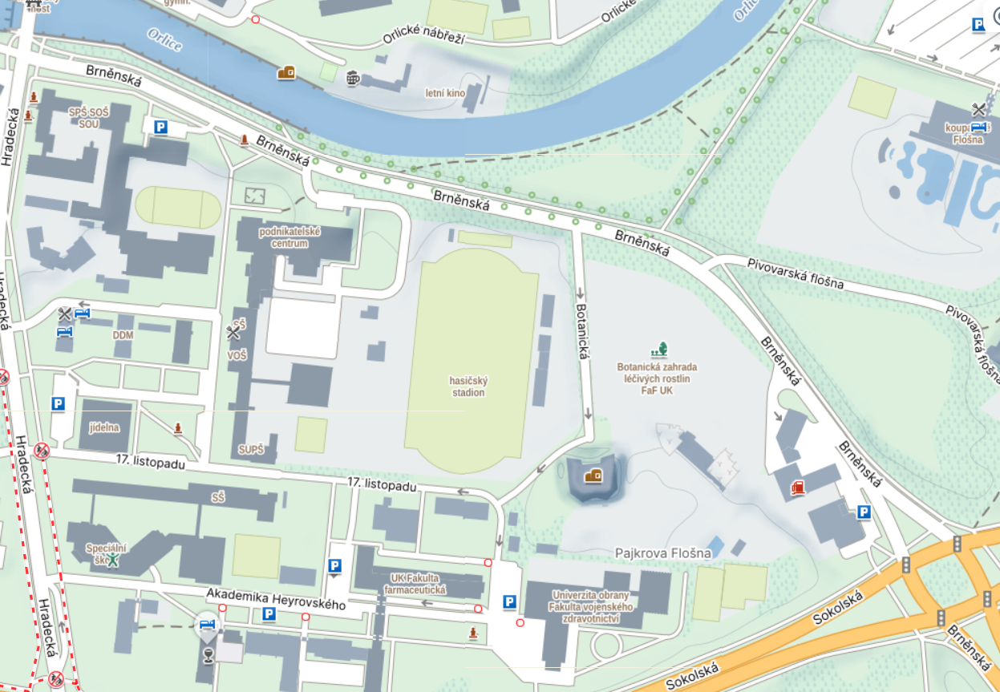 gymn.
Orlické
Orlické nábřeží
Orlice
letní kino
Brněnská
SPŠ SOŠ
SOU
P
Hradecká
Brněnská
Brněnská
koupa
Flošna
P
podnikatelské
centrum
Brněnská
Pivovarská flošna
Pivovarská flošna
Hradecká
DDM
SŠ
VOŠ
Botanická
Botanická zahrada
léčivých rostlin
FaF UK
Brněnská
hasičský
stadion
P
jídelna
SUPŠ
17. listopadu
17. listopadu
Hradecká
Brněnská
SŠ
P
Speciální
Pajkrova Flošna
P
UK Fakulta
farmaceutická
Univerzita obrany
Fakulta vojenského
zdravotnictví
Akademika Heyrovského
P
P
Sokolská
Hradecká
Brněnská
Sokolská